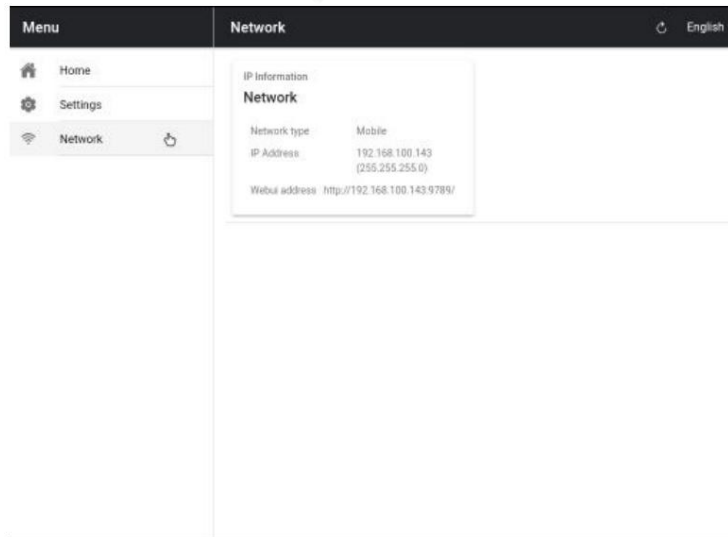 Menu
Network
English
Home
Settings
Network
IP Information
Network
Network type Mobile
IP Address 192.168.100.143
(255.255.255.0)
Webui address http://192.168.100.143:9789/